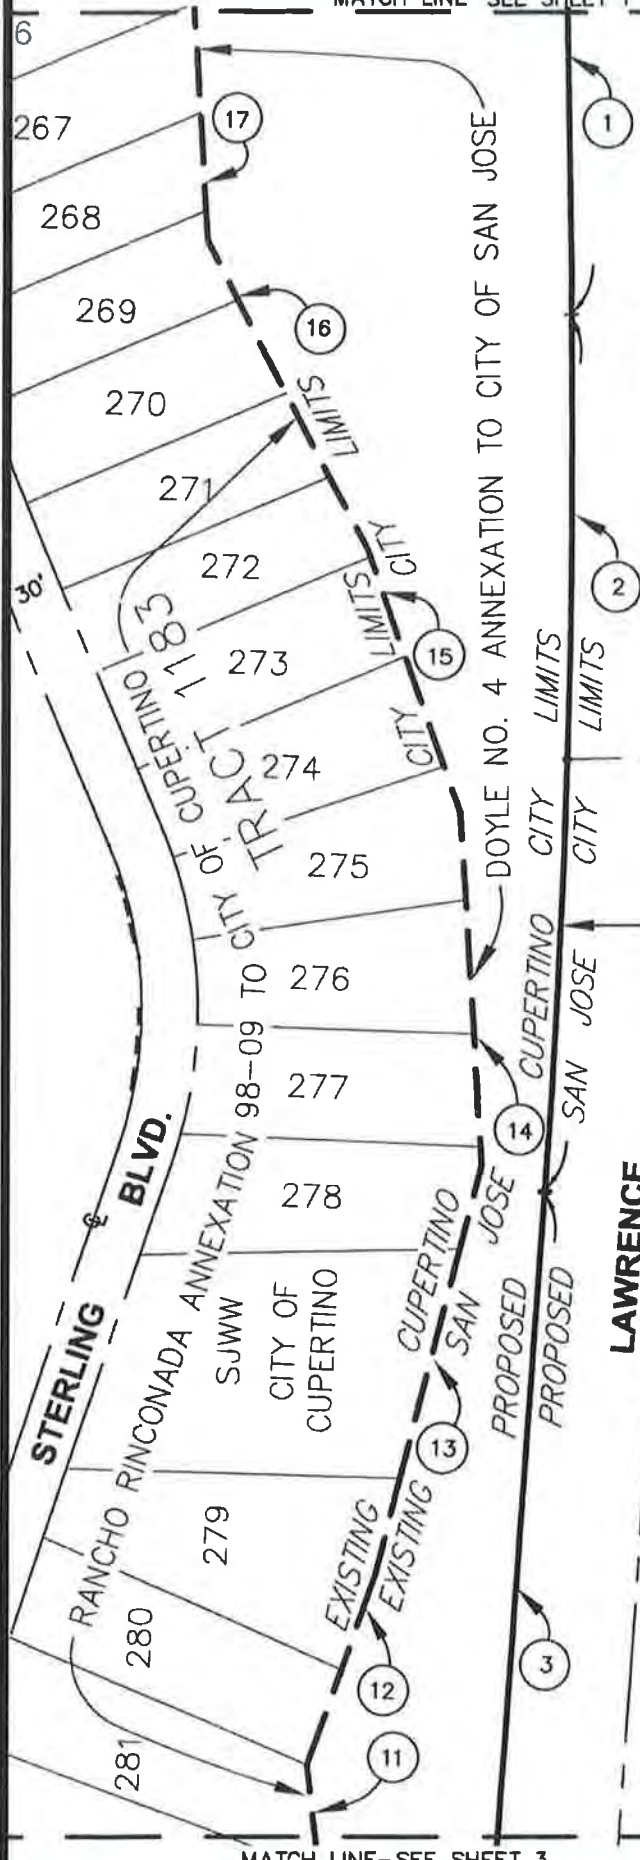 MATCH LINE SEE SHEET 1
6
267
268
269
270
271
272
273
274
275
276
277
278
279
280
281
17
16
15
14
13
12
11
1
2
3
30'
TRACT 1183
RANCHO RINCONADA ANNEXATION 98-09 TO CITY OF CUPERTINO
DOYLE NO. 4 ANNEXATION TO CITY OF SAN JOSE
EXISTING CUPERTINO CITY LIMITS
EXISTING SAN JOSE CITY LIMITS
PROPOSED CUPERTINO CITY LIMITS
PROPOSED SAN JOSE CITY LIMITS
SJWW
CITY OF
CUPERTINO
STERLING BLVD.
LAWRENCE
MATCH LINE-SEE SHEET 3